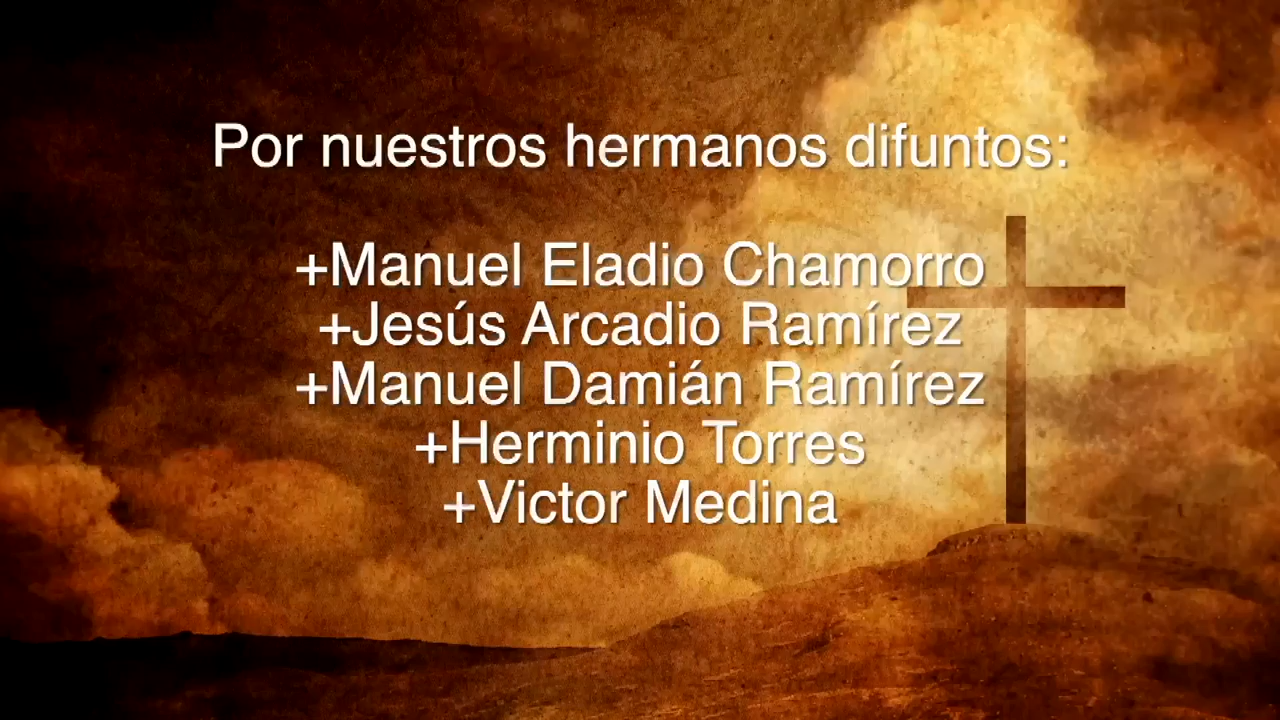 Por nuestros hermanos difuntos:
+Manuel Eladio Chamorro
+Jesús Arcadio Ramírez
+Manuel Damián Ramírez
+Herminio Torres
+Victor Medina